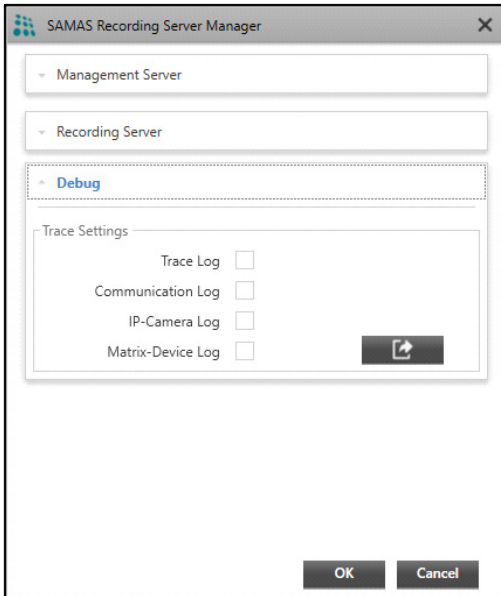 SAMAS Recording Server Manager
Management Server
Recording Server
Debug
Trace Settings
Trace Log
Communication Log
IP-Camera Log
Matrix-Device Log
OK Cancel